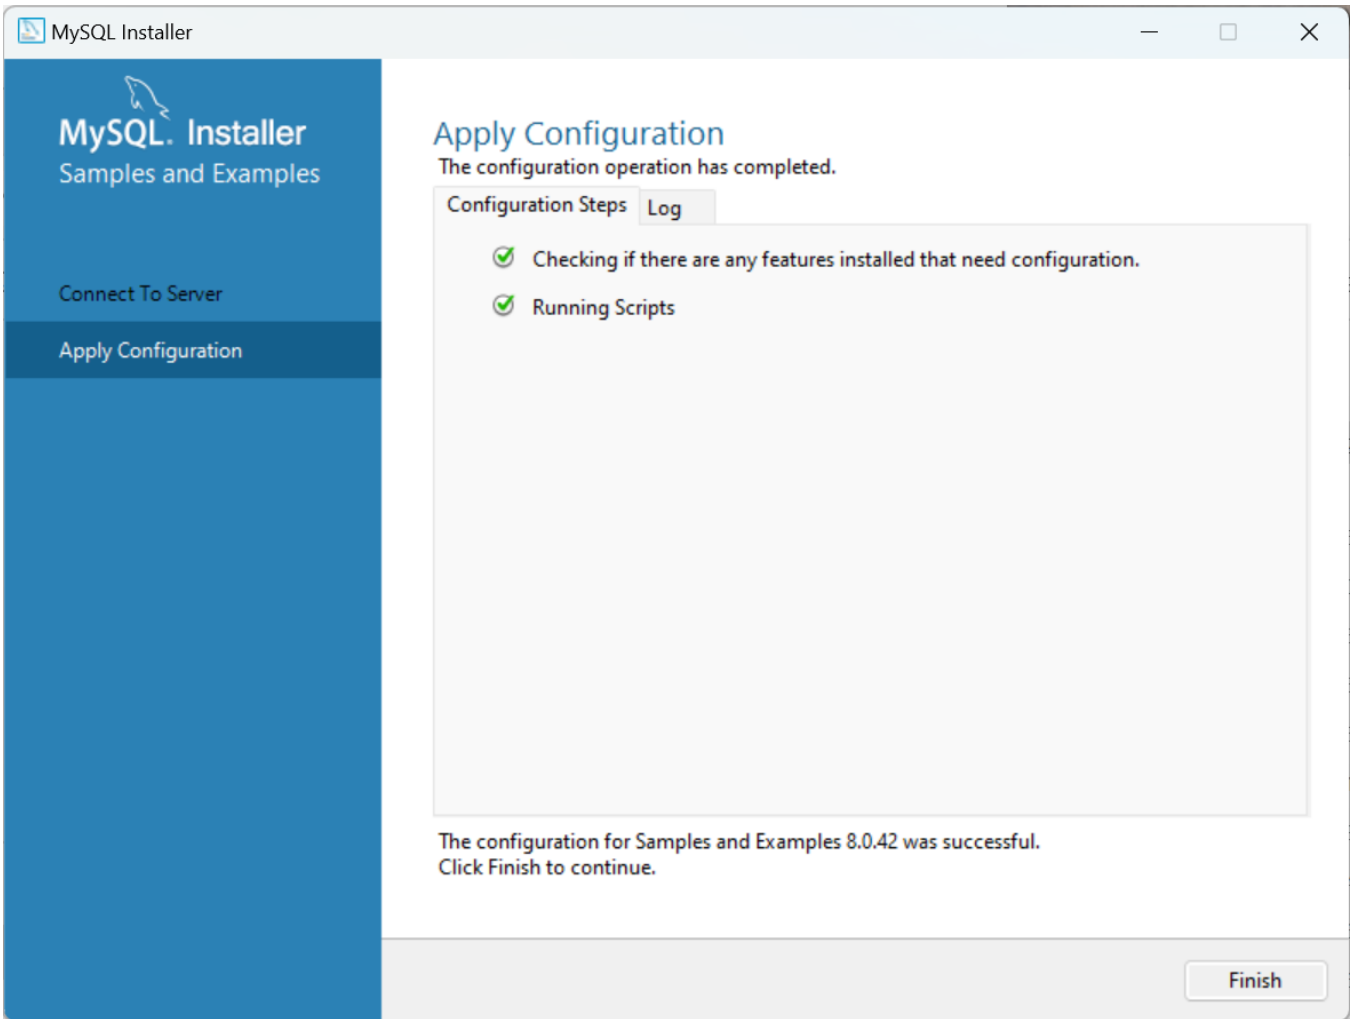 MySQL Installer
MySQL. Installer
Samples and Examples
Connect To Server
Apply Configuration
Apply Configuration
The configuration operation has completed.
Configuration Steps
Log
Checking if there are any features installed that need configuration.
Running Scripts
The configuration for Samples and Examples 8.0.42 was successful.
Click Finish to continue.
Finish